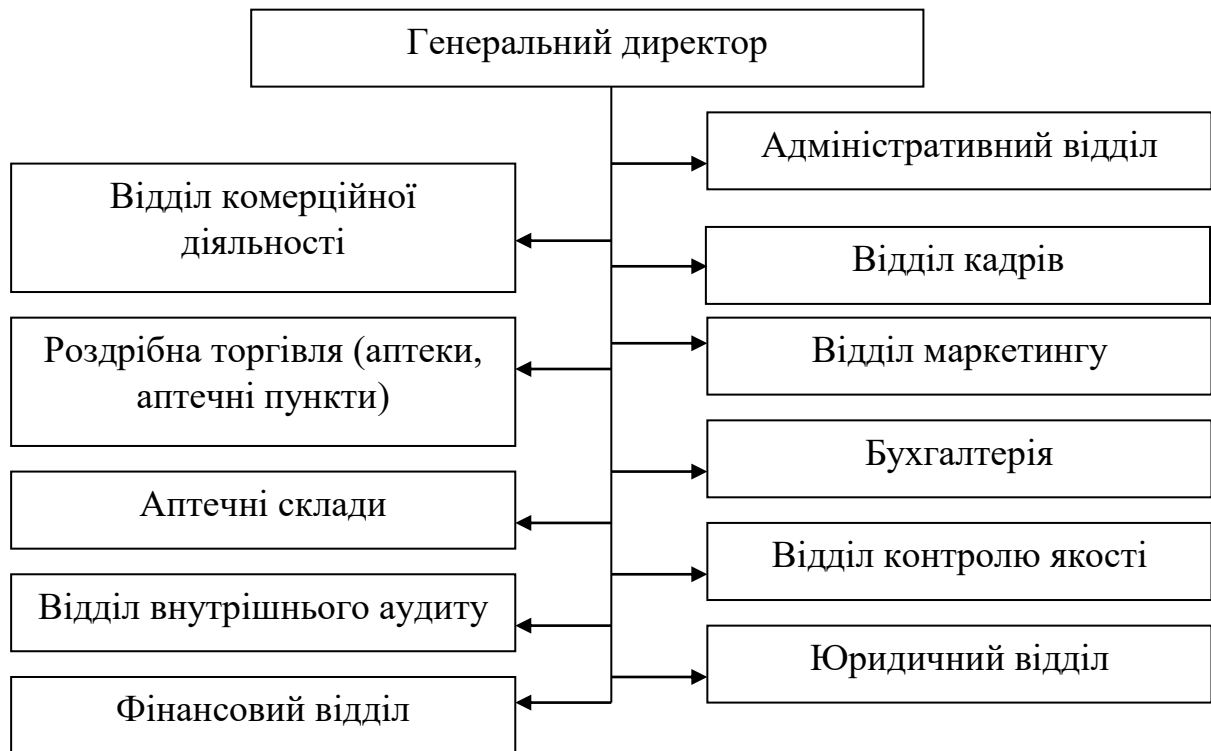 Генеральний директор
Адміністративний відділ
Відділ комерційної
діяльності
Відділ кадрів
Роздрібна торгівля (аптеки,
аптечні пункти)
Відділ маркетингу
Бухгалтерія
Аптечні склади
Відділ контролю якості
Відділ внутрішнього аудиту
Юридичний відділ
Фінансовий відділ